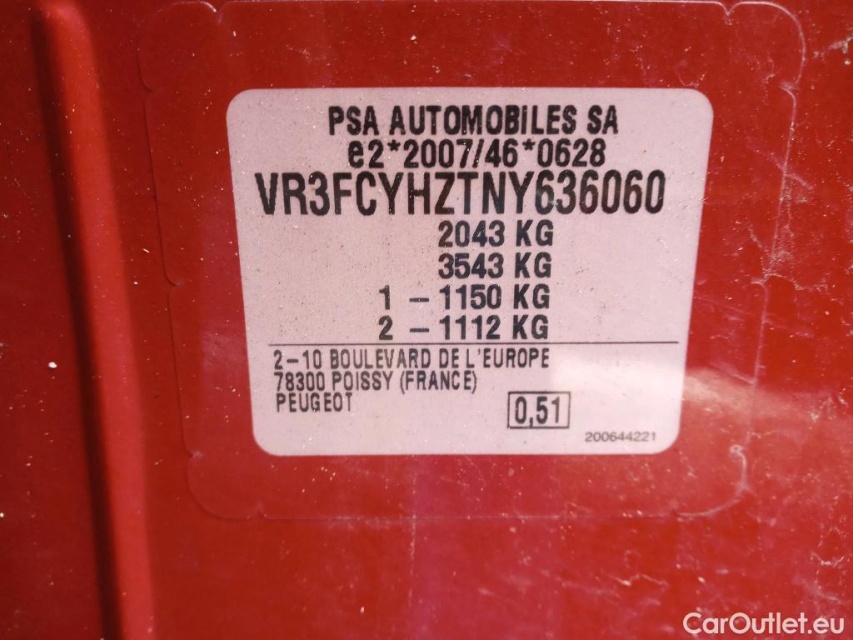 PSA AUTOMOBILES SA
e2*2007/46*0628
VR3FCYHZTNY636060
2043 KG
3543 KG
1 - 1150 KG
2 - 1112 KG
2-10 BOULEVARD DE L'EUROPE
78300 POISSY (FRANCE)
PEUGEOT
0,51
200644221
CarOutlet.eu